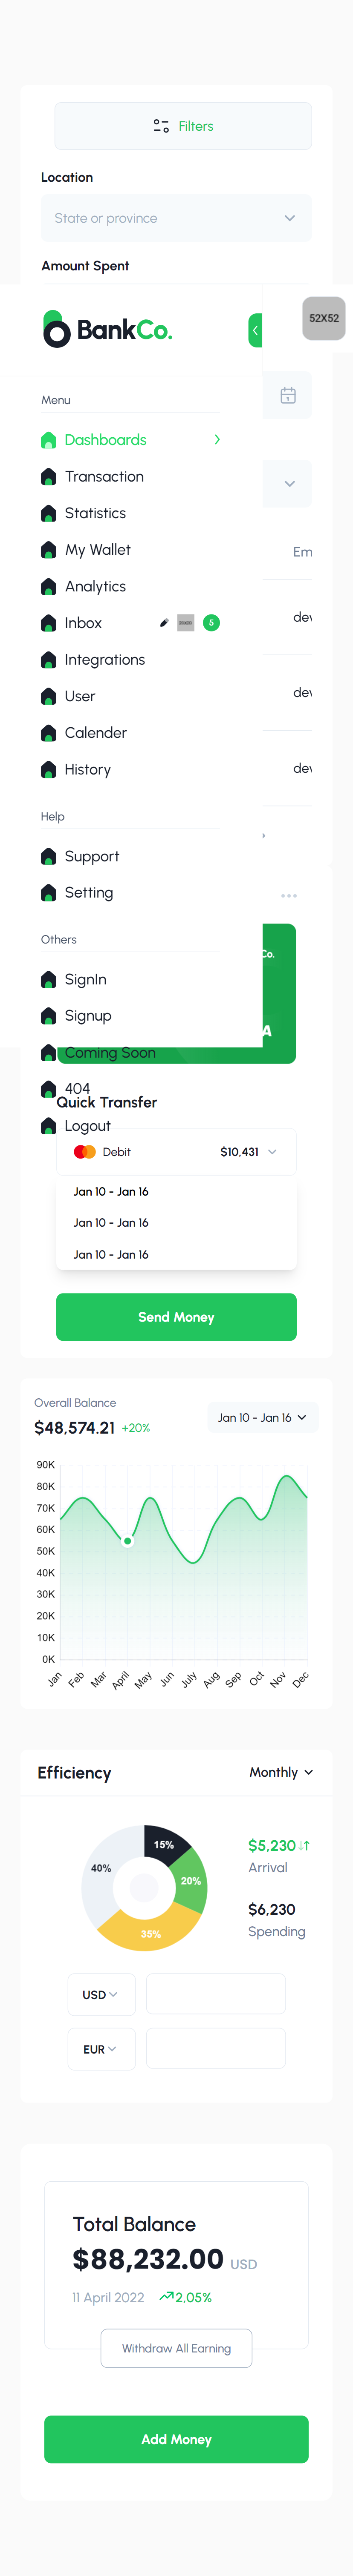 Filters
Location
State or province
Amount Spent
BankCo.
52X52
Menu
Dashboards
Transaction
Statistics
My Wallet
Em
Analytics
Inbox
5
dev
Integrations
User
dev
Calender
History
dev
Help
Support
Setting
Others
Co.
SignIn
Signup
A
Coming Soon
404
Quick Transfer
Logout
Debit $10,431
Jan 10 - Jan 16
Jan 10 - Jan 16
Jan 10 - Jan 16
Send Money
Overall Balance
$48,574.21 +20%
Jan 10 - Jan 16
90K
80K
70K
60K
50K
40K
30K
20K
10K
0K
Jan Feb Mar April May Jun July Aug Sep Oct Nov Dec
Efficiency
Monthly
15%
20%
35%
40%
$5,230
Arrival
$6,230
Spending
USD
EUR
Total Balance
$88,232.00 USD
11 April 2022 2,05%
Withdraw All Earning
Add Money